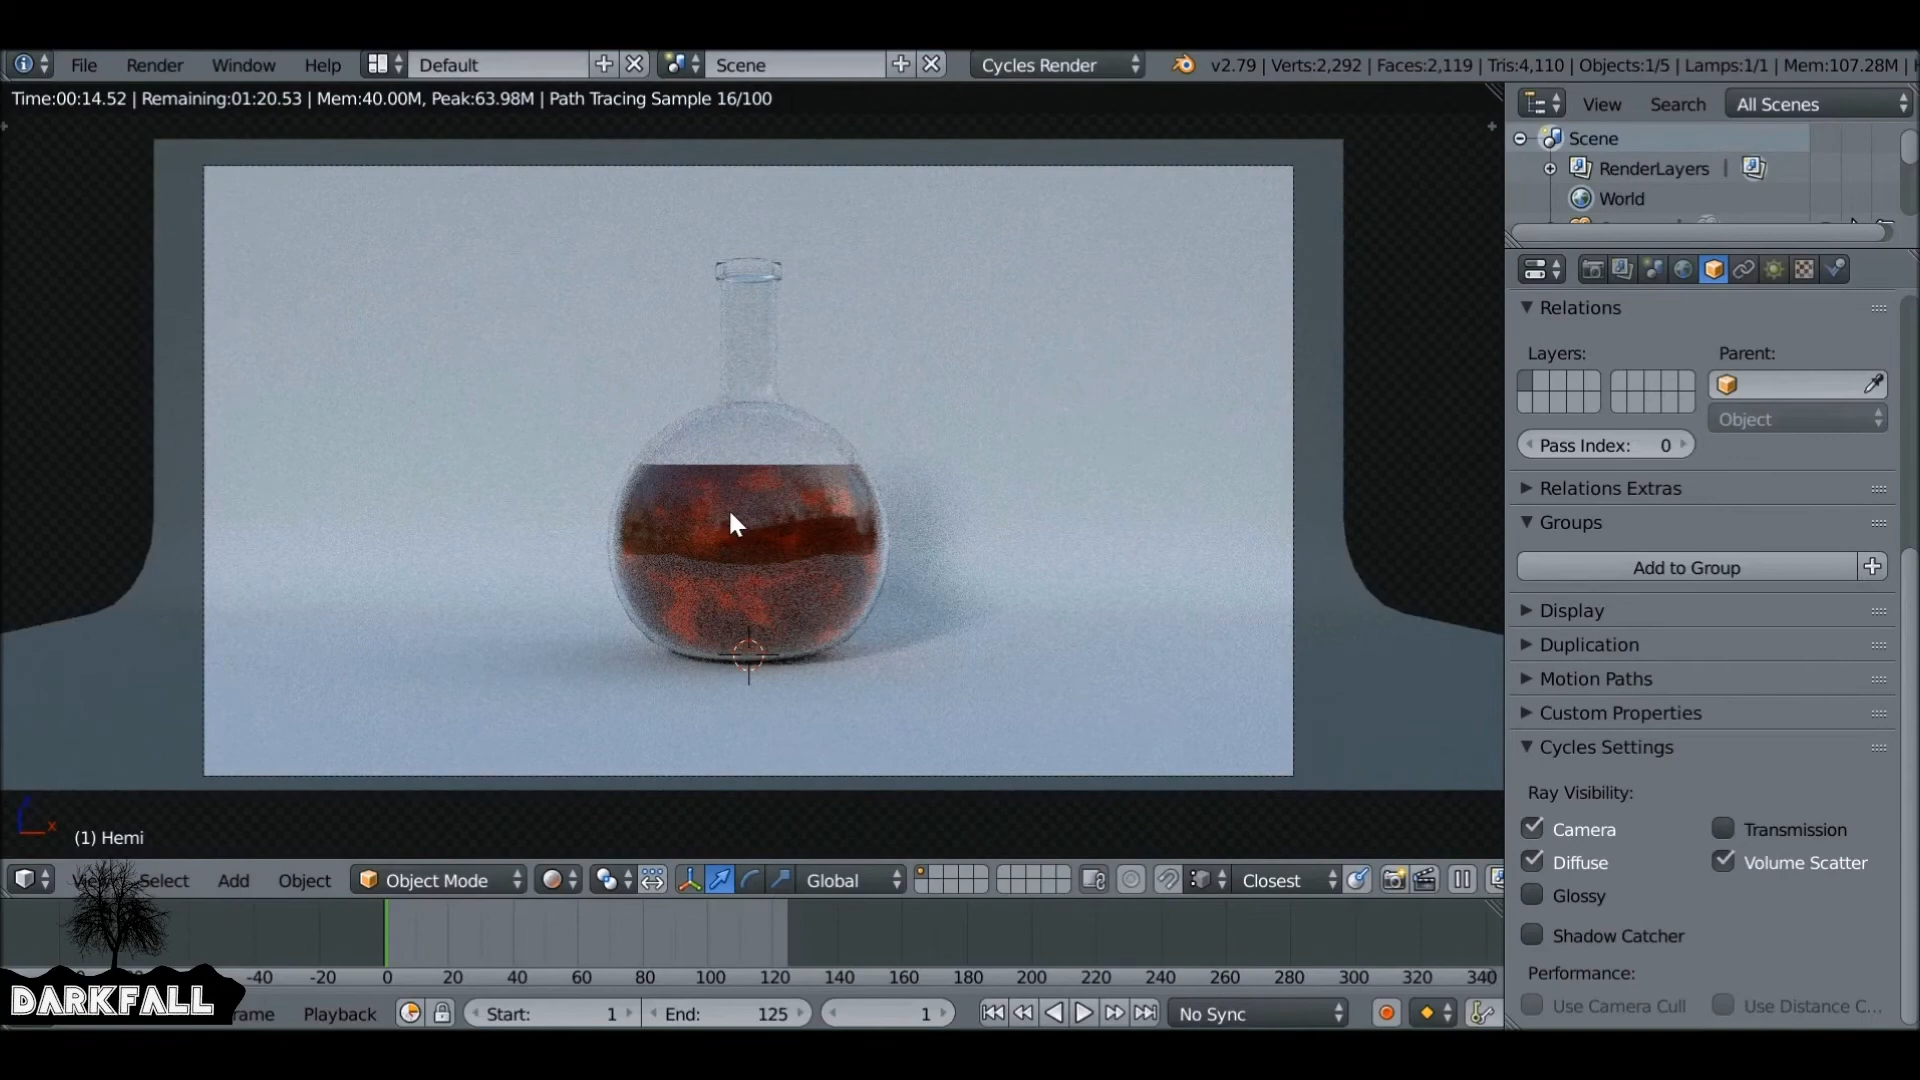 File Render Window Help Default Scene Cycles Render v2.79 | Verts:2,292 | Faces:2,119 | Tris:4,110 | Objects:1/5 | Lamps:1/1 | Mem:107.28M |
Time:00:14.52 | Remaining:01:20.53 | Mem:40.00M, Peak:63.98M | Path Tracing Sample 16/100
View Search All Scenes
Scene
RenderLayers
World
Relations
Layers: Parent:
Object
Pass Index: 0
Relations Extras
Groups
Add to Group
Display
Duplication
Motion Paths
Custom Properties
Cycles Settings
Ray Visibility:
Camera Transmission
Diffuse Volume Scatter
Glossy
Shadow Catcher
Performance:
Use Camera Cull Use Distance C...
x
(1) Hemi
Select Add Object Object Mode Global Closest
-40 -20 0 20 40 60 80 100 120 140 160 180 200 220 240 260 280 300 320 340
DARKFALL
Playback Start: 1 End: 125 1 No Sync